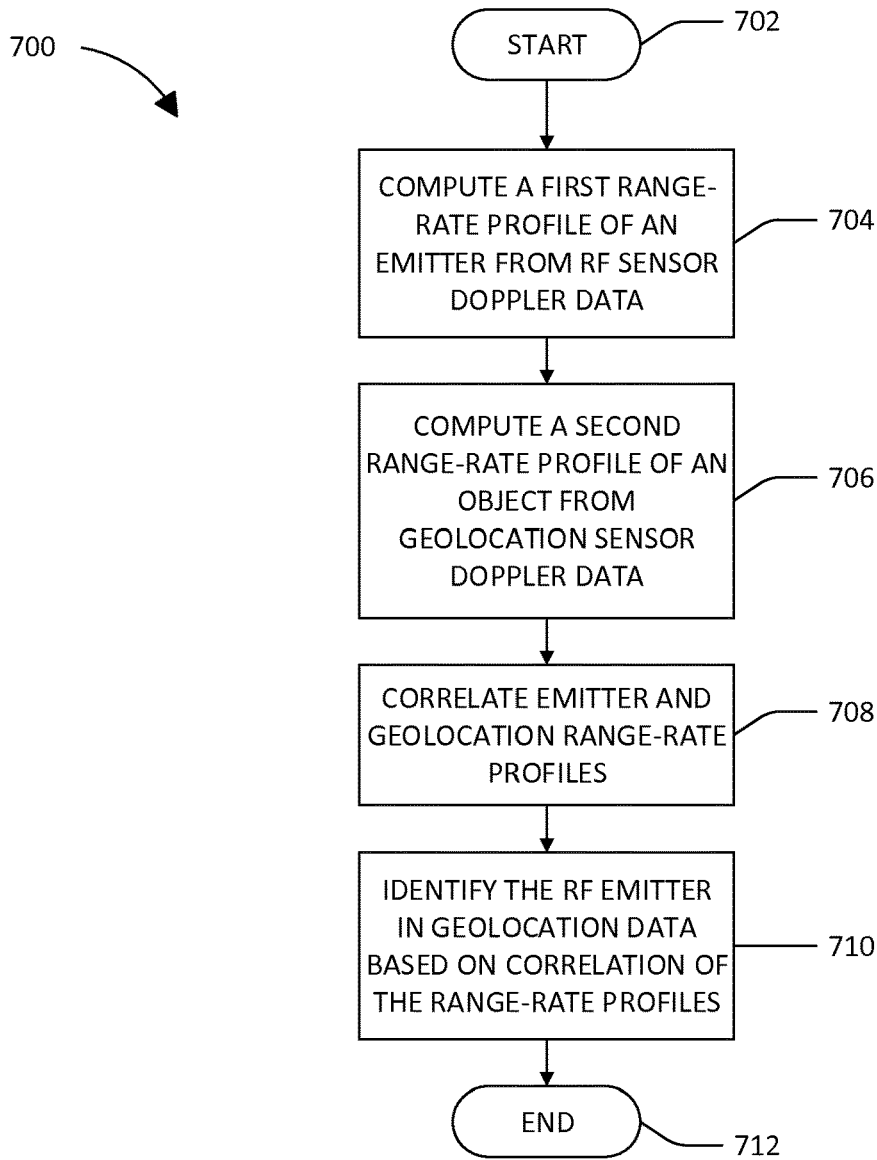 700
START
702
COMPUTE A FIRST RANGE-
RATE PROFILE OF AN
EMITTER FROM RF SENSOR
DOPPLER DATA
704
COMPUTE A SECOND
RANGE-RATE PROFILE OF AN
OBJECT FROM
GEOLOCATION SENSOR
DOPPLER DATA
706
CORRELATE EMITTER AND
GEOLOCATION RANGE-RATE
PROFILES
708
IDENTIFY THE RF EMITTER
IN GEOLOCATION DATA
BASED ON CORRELATION OF
THE RANGE-RATE PROFILES
710
END
712